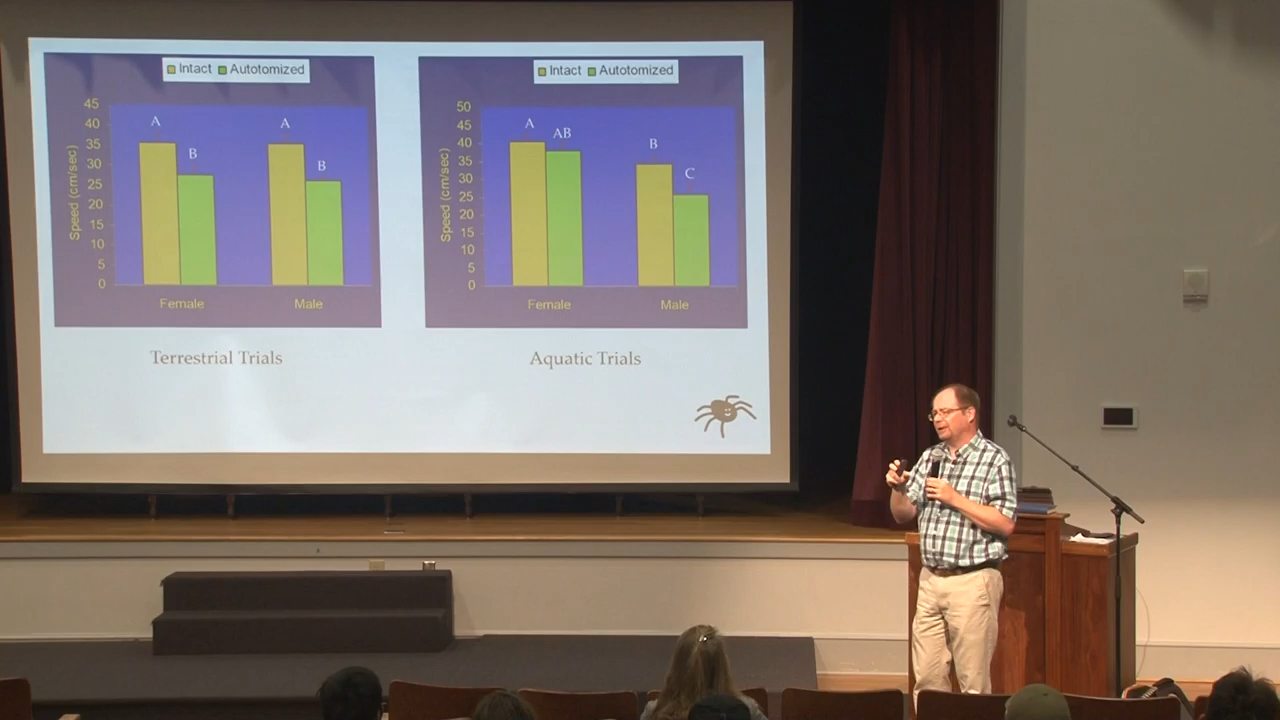 Intact Autotomized
45
40
35
30
25
20
15
10
5
0
Speed (cm/sec)
A
B
A
B
Female Male
Terrestrial Trials
Intact Autotomized
50
45
40
35
30
25
20
15
10
5
0
Speed (cm/sec)
A
AB
B
C
Female Male
Aquatic Trials